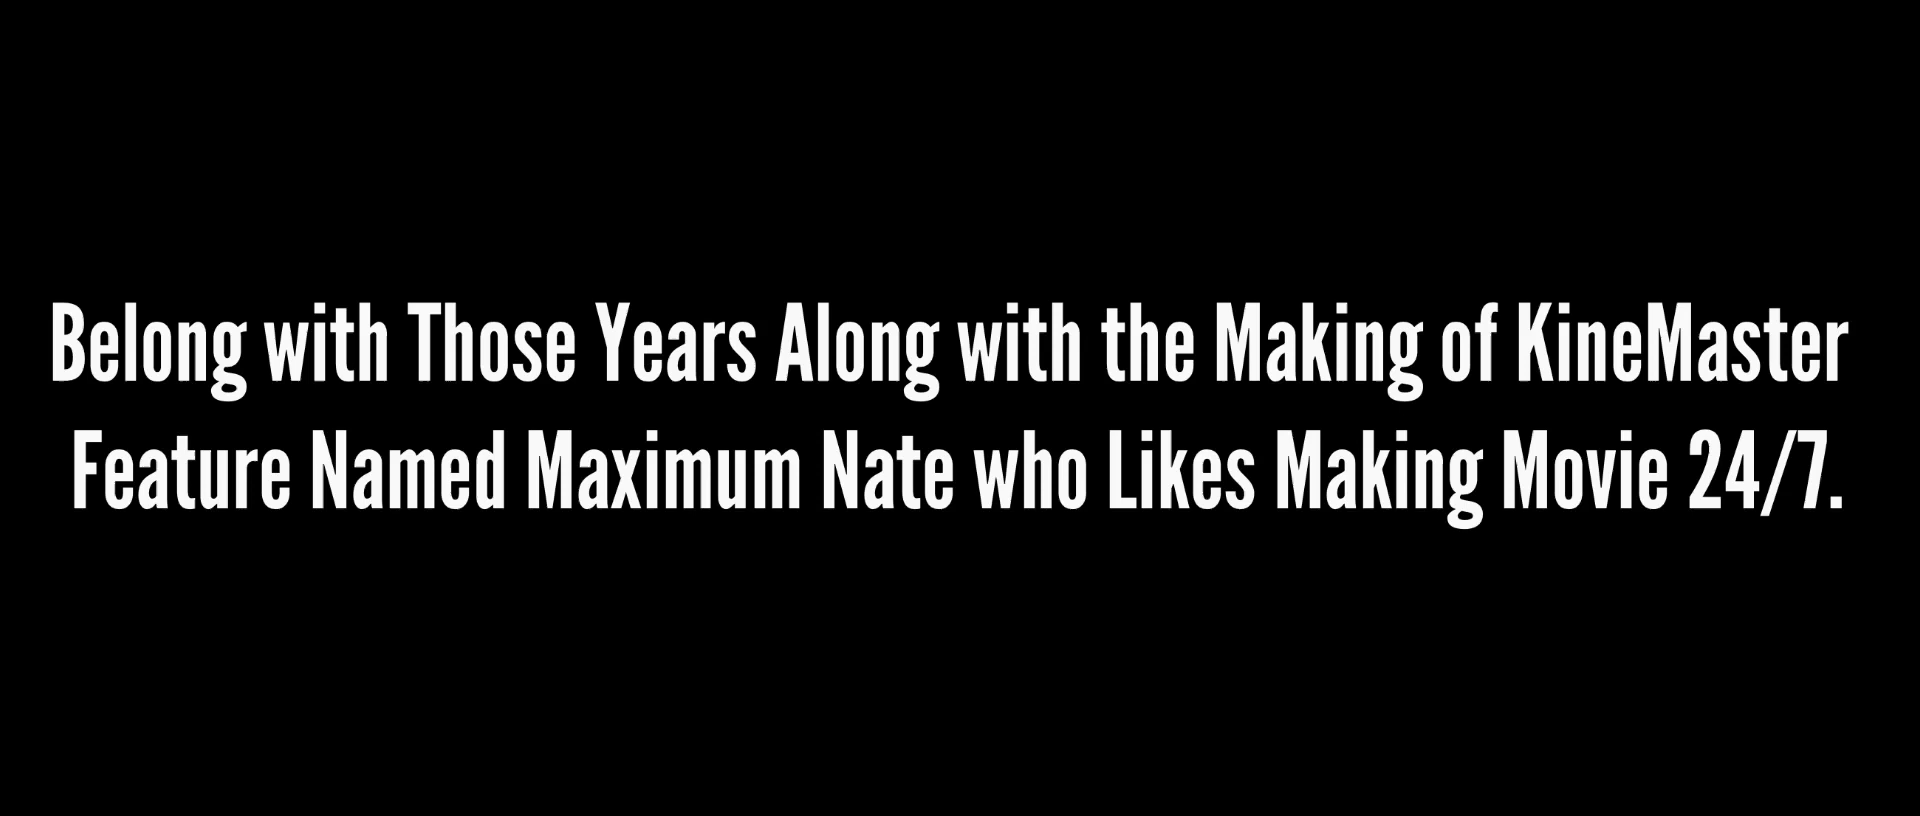 Belong with Those Years Along with the Making of KineMaster
Feature Named Maximum Nate who Likes Making Movie 24/7.